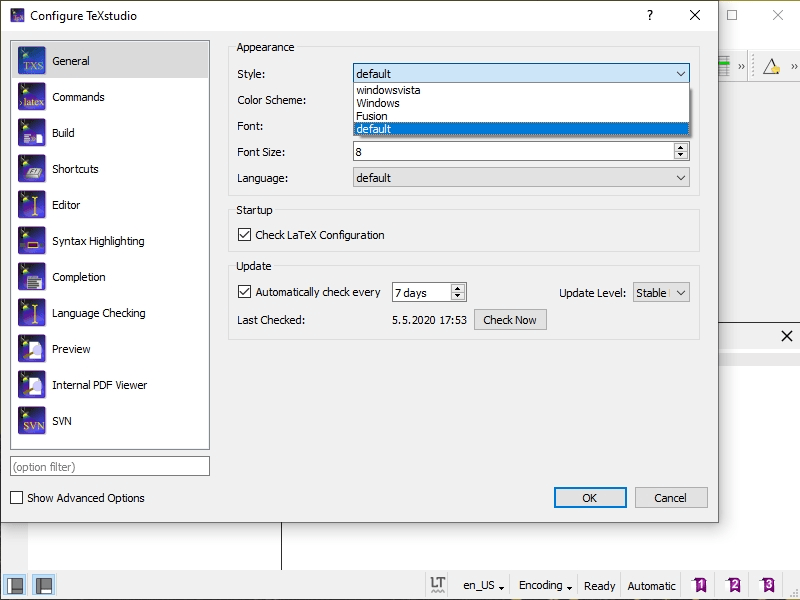 Configure TeXstudio
?
TXS
General
latex
Commands
Build
Shortcuts
Editor
Syntax Highlighting
Completion
Language Checking
Preview
Internal PDF Viewer
SVN
SVN
(option filter)
Show Advanced Options
Appearance
Style:
default
windowsvista
Windows
Fusion
default
Color Scheme:
Font:
Font Size:
8
Language:
default
Startup
Check LaTeX Configuration
Update
Automatically check every
7 days
Update Level:
Stable
Last Checked:
5.5.2020 17:53
Check Now
OK
Cancel
»
»
LT
en_US
Encoding
Ready
Automatic
1
2
3